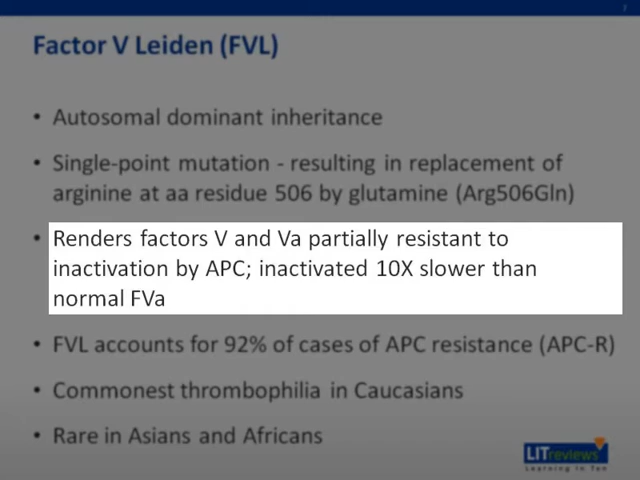 Factor V Leiden (FVL)
• Autosomal dominant inheritance
• Single-point mutation - resulting in replacement of
arginine at aa residue 506 by glutamine (Arg506Gln)
• Renders factors V and Va partially resistant to
inactivation by APC; inactivated 10X slower than
normal FVa
• FVL accounts for 92% of cases of APC resistance (APC-R)
• Commonest thrombophilia in Caucasians
• Rare in Asians and Africans
LITreviews
Learning in Ten